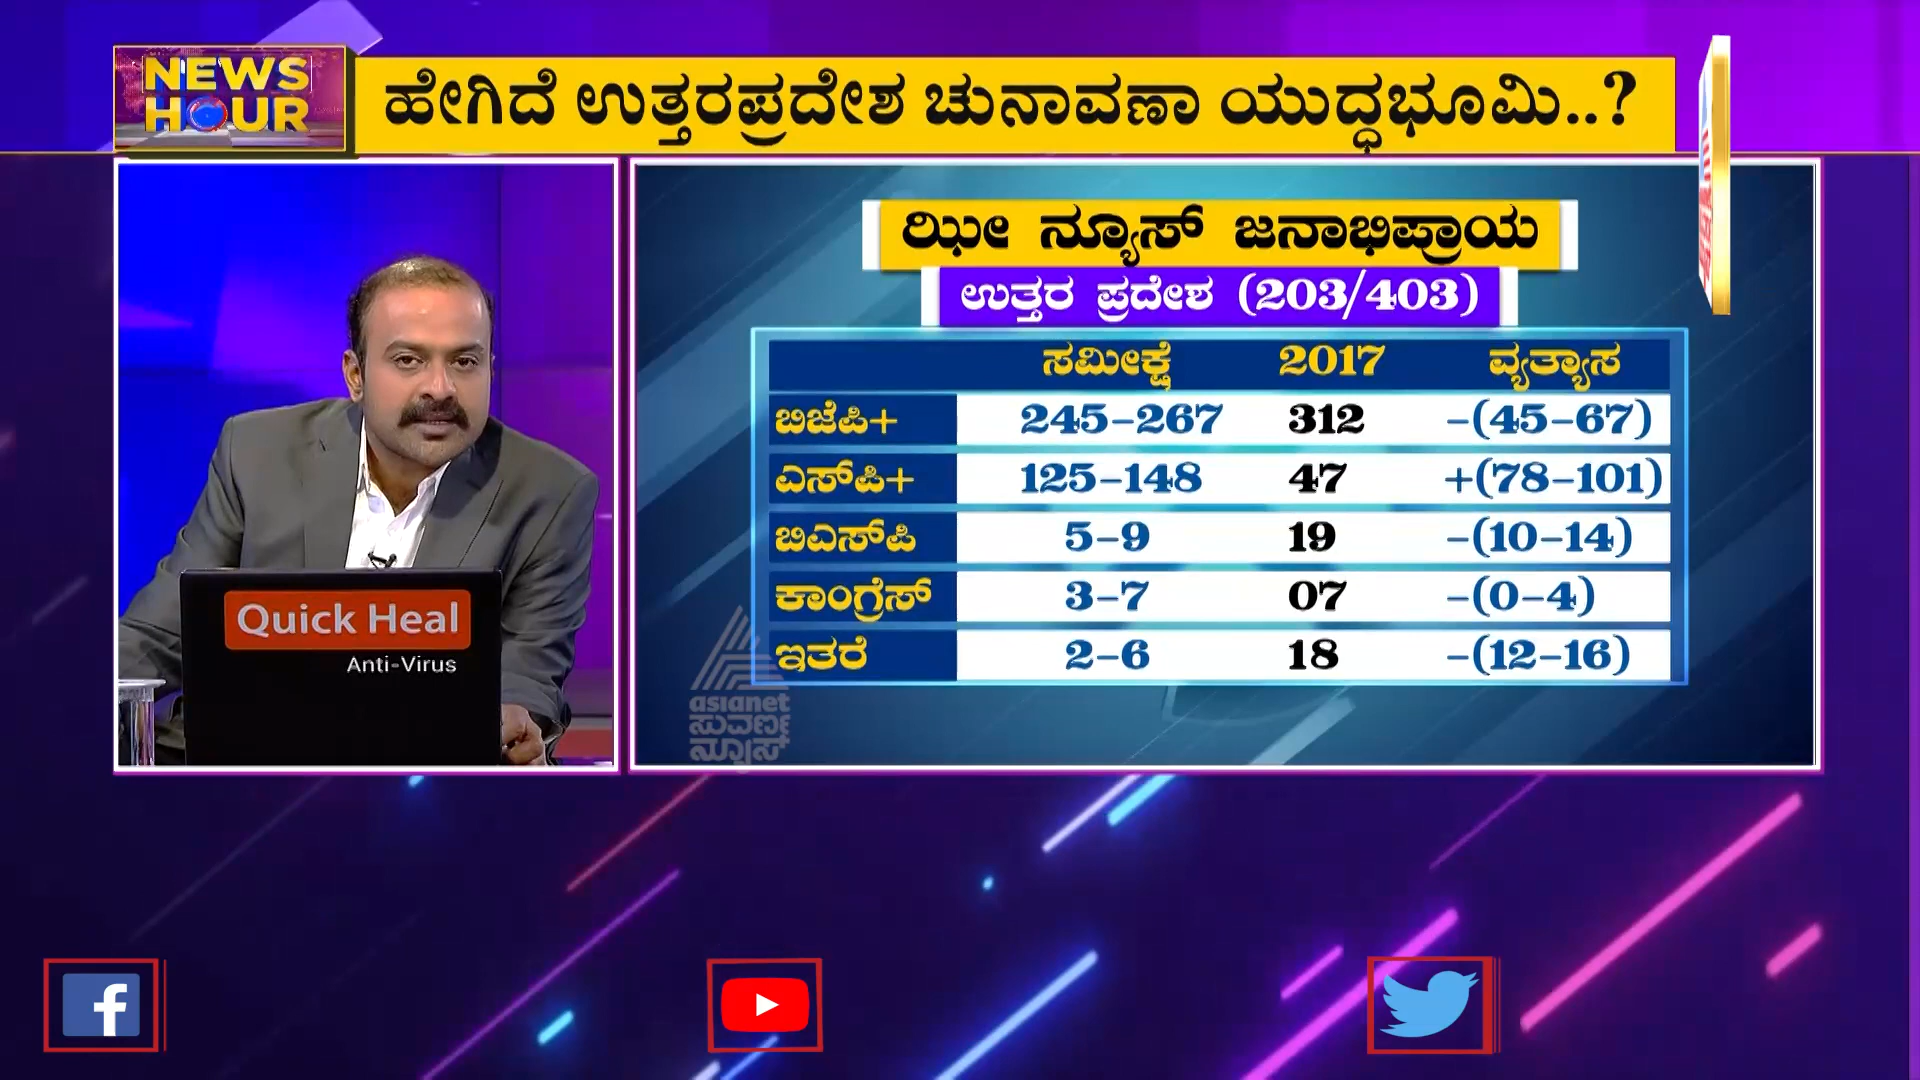 NEWS
HOUR
ಹೇಗಿದೆ ಉತ್ತರಪ್ರದೇಶ ಚುನಾವಣಾ ಯುದ್ಧಭೂಮಿ..?
ಝೀ ನ್ಯೂಸ್ ಜನಾಭಿಪ್ರಾಯ
ಉತ್ತರ ಪ್ರದೇಶ (203/403)
ಸಮೀಕ್ಷೆ 2017 ವ್ಯತ್ಯಾಸ
ಬಿಜೆಪಿ+ 245-267 312 -(45-67)
ಎಸ್‌ಪಿ+ 125-148 47 +(78-101)
ಬಿಎಸ್‌ಪಿ 5-9 19 -(10-14)
ಕಾಂಗ್ರೆಸ್ 3-7 07 -(0-4)
ಇತರೆ 2-6 18 -(12-16)
Quick Heal
Anti-Virus
asianet
ಸುವರ್ಣ
ನ್ಯೂಸ್